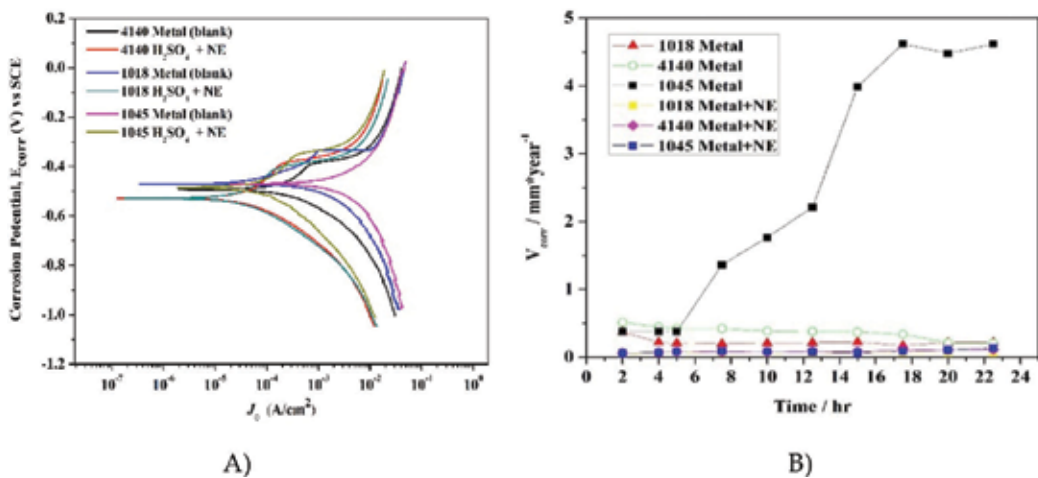 0.2
0.0
-0.2
-0.4
-0.6
-0.8
-1.0
-1.2
Corrosion Potential, E_corr (V) vs SCE
4140 Metal (blank)
4140 H₂SO₄ + NE
1018 Metal (blank)
1018 H₂SO₄ + NE
1045 Metal (blank)
1045 H₂SO₄ + NE
10⁻⁷ 10⁻⁶ 10⁻⁵ 10⁻⁴ 10⁻³ 10⁻² 10⁻¹ 10⁰
J₀ (A/cm²)
A)
5
4
3
2
1
0
V_corr / mm*year⁻¹
1018 Metal
4140 Metal
1045 Metal
1018 Metal+NE
4140 Metal+NE
1045 Metal+NE
0 2 4 6 8 10 12 14 16 18 20 22 24
Time / hr
B)